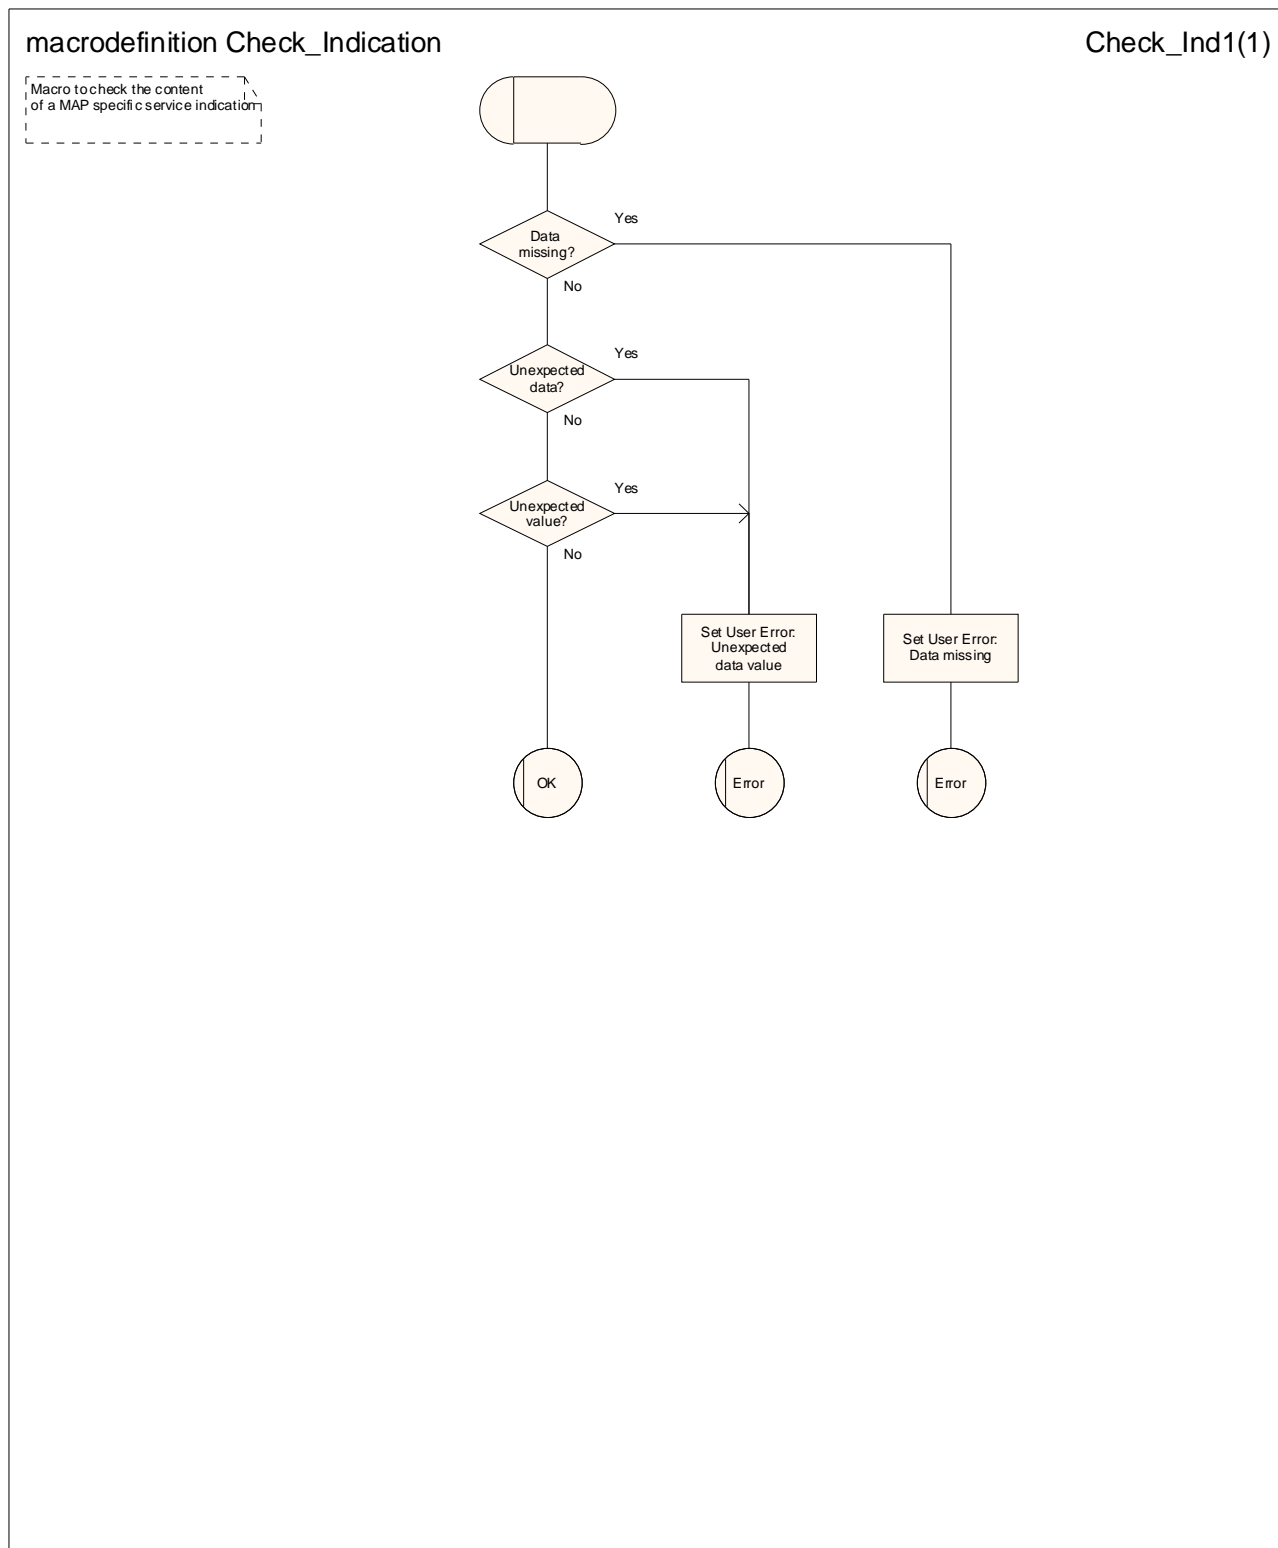 macrodefinition Check_Indication
Check_Ind1(1)
Macro to check the content
of a MAP specific service indication
Yes
Data
missing?
No
Yes
Unexpected
data?
No
Yes
Unexpected
value?
No
Set User Error:
Unexpected
data value
Set User Error:
Data missing
OK
Error
Error